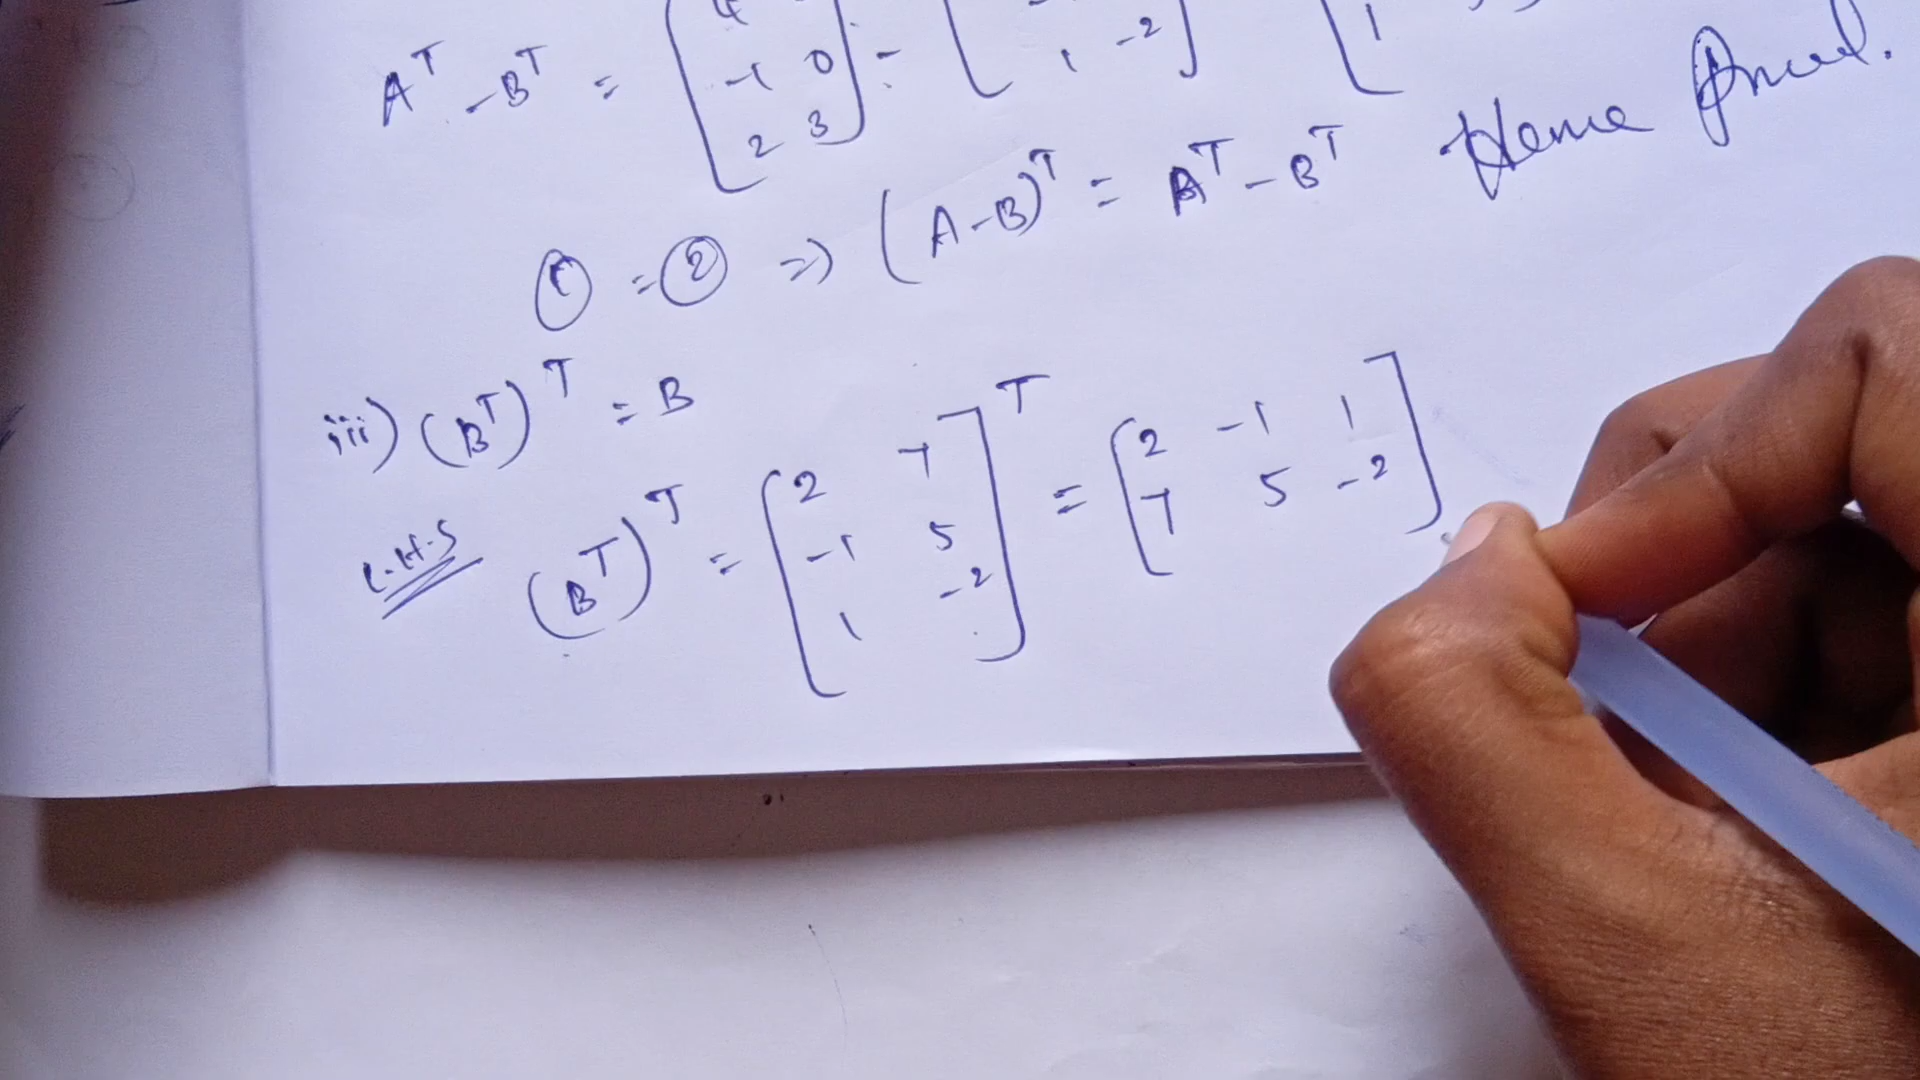 4
A^T - B^T = [-1 0] - [1 -2] [1
2 3
① = ② => (A-B)^T = A^T - B^T Hence Proved.
iii) (B^T)^T = B
L.H.S (B^T)^T = [2 7; -1 5; 1 -2]^T = [2 -1 1; 7 5 -2]